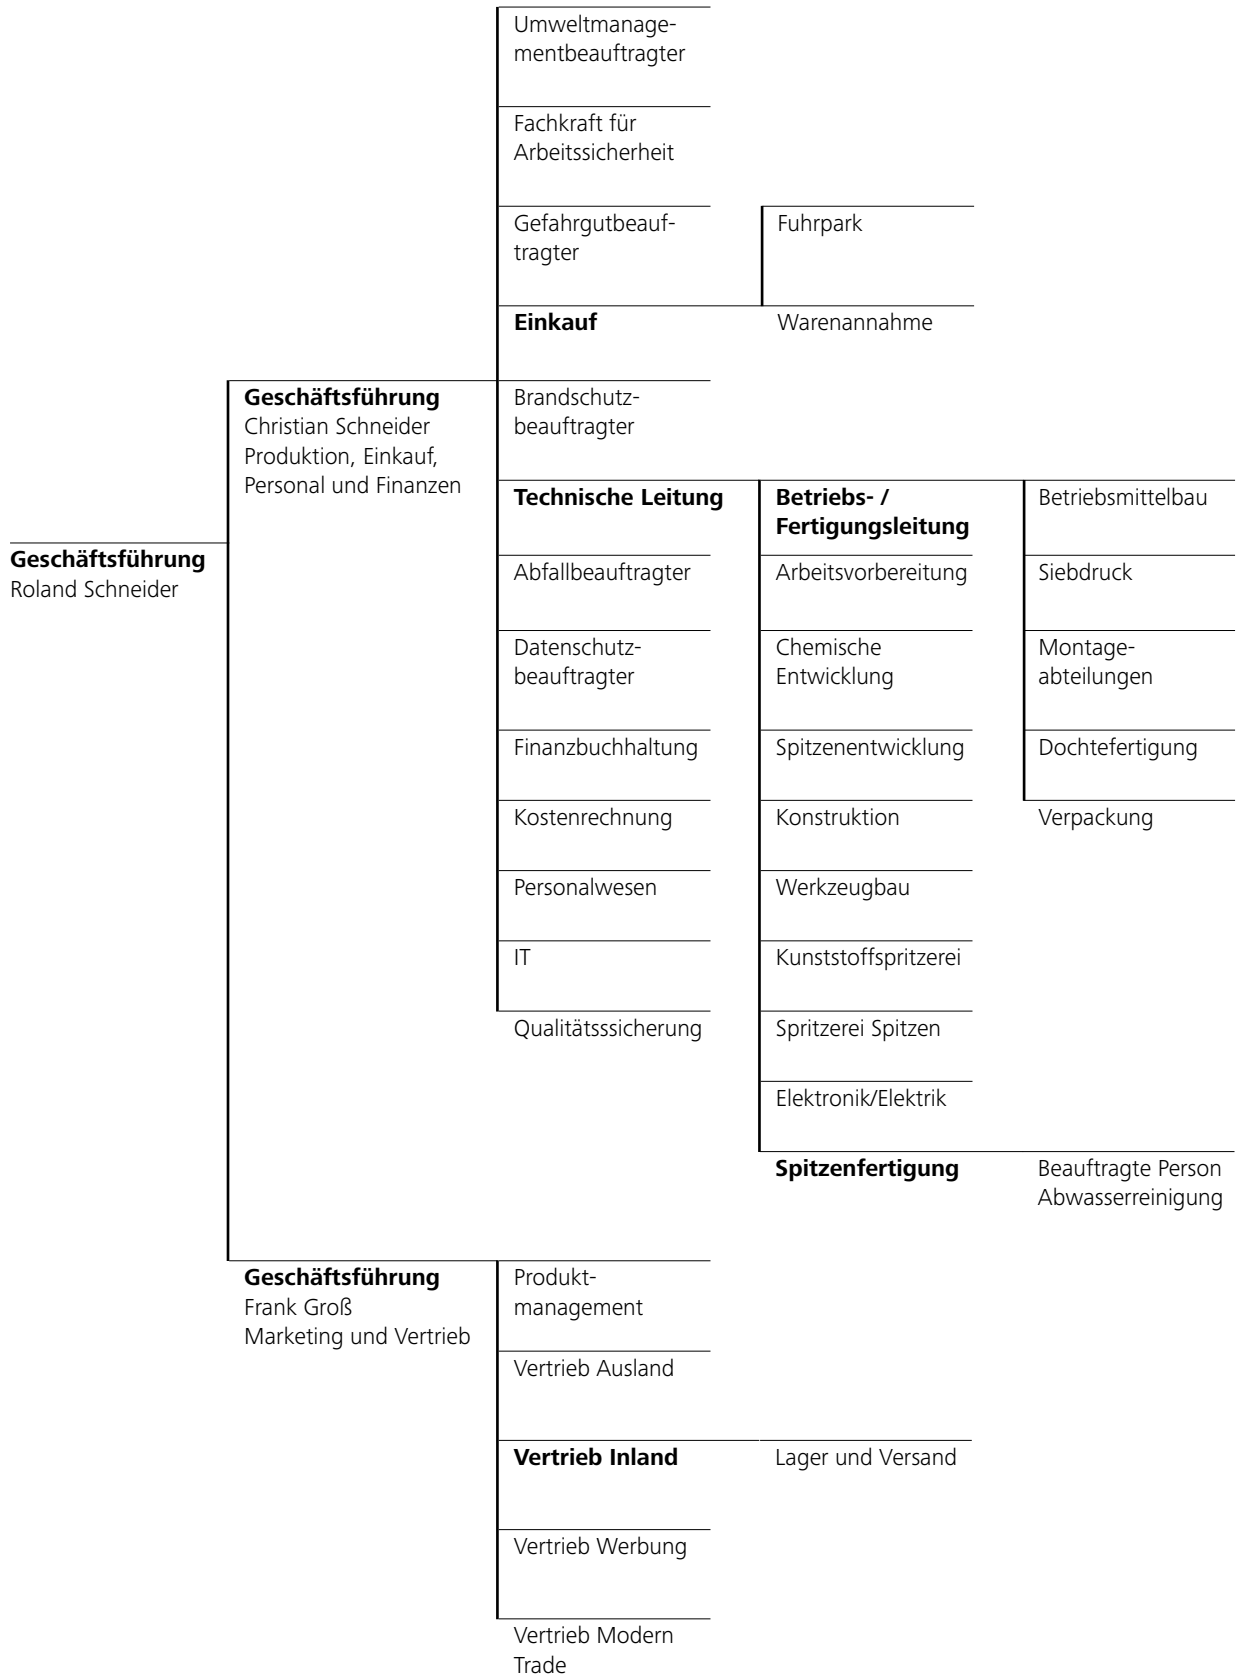 Umweltmanage-
mentbeauftragter
Fachkraft für
Arbeitssicherheit
Gefahrgutbeauf-
tragter
Fuhrpark
Einkauf
Warenannahme
Geschäftsführung
Christian Schneider
Produktion, Einkauf,
Personal und Finanzen
Brandschutz-
beauftragter
Technische Leitung
Betriebs- /
Fertigungsleitung
Betriebsmittelbau
Geschäftsführung
Roland Schneider
Abfallbeauftragter
Arbeitsvorbereitung
Siebdruck
Datenschutz-
beauftragter
Chemische
Entwicklung
Montage-
abteilungen
Finanzbuchhaltung
Spitzenentwicklung
Dochtefertigung
Kostenrechnung
Konstruktion
Verpackung
Personalwesen
Werkzeugbau
IT
Kunststoffspritzerei
Qualitätsssicherung
Spritzerei Spitzen
Elektronik/Elektrik
Spitzenfertigung
Beauftragte Person
Abwasserreinigung
Geschäftsführung
Frank Groß
Marketing und Vertrieb
Produkt-
management
Vertrieb Ausland
Vertrieb Inland
Lager und Versand
Vertrieb Werbung
Vertrieb Modern
Trade